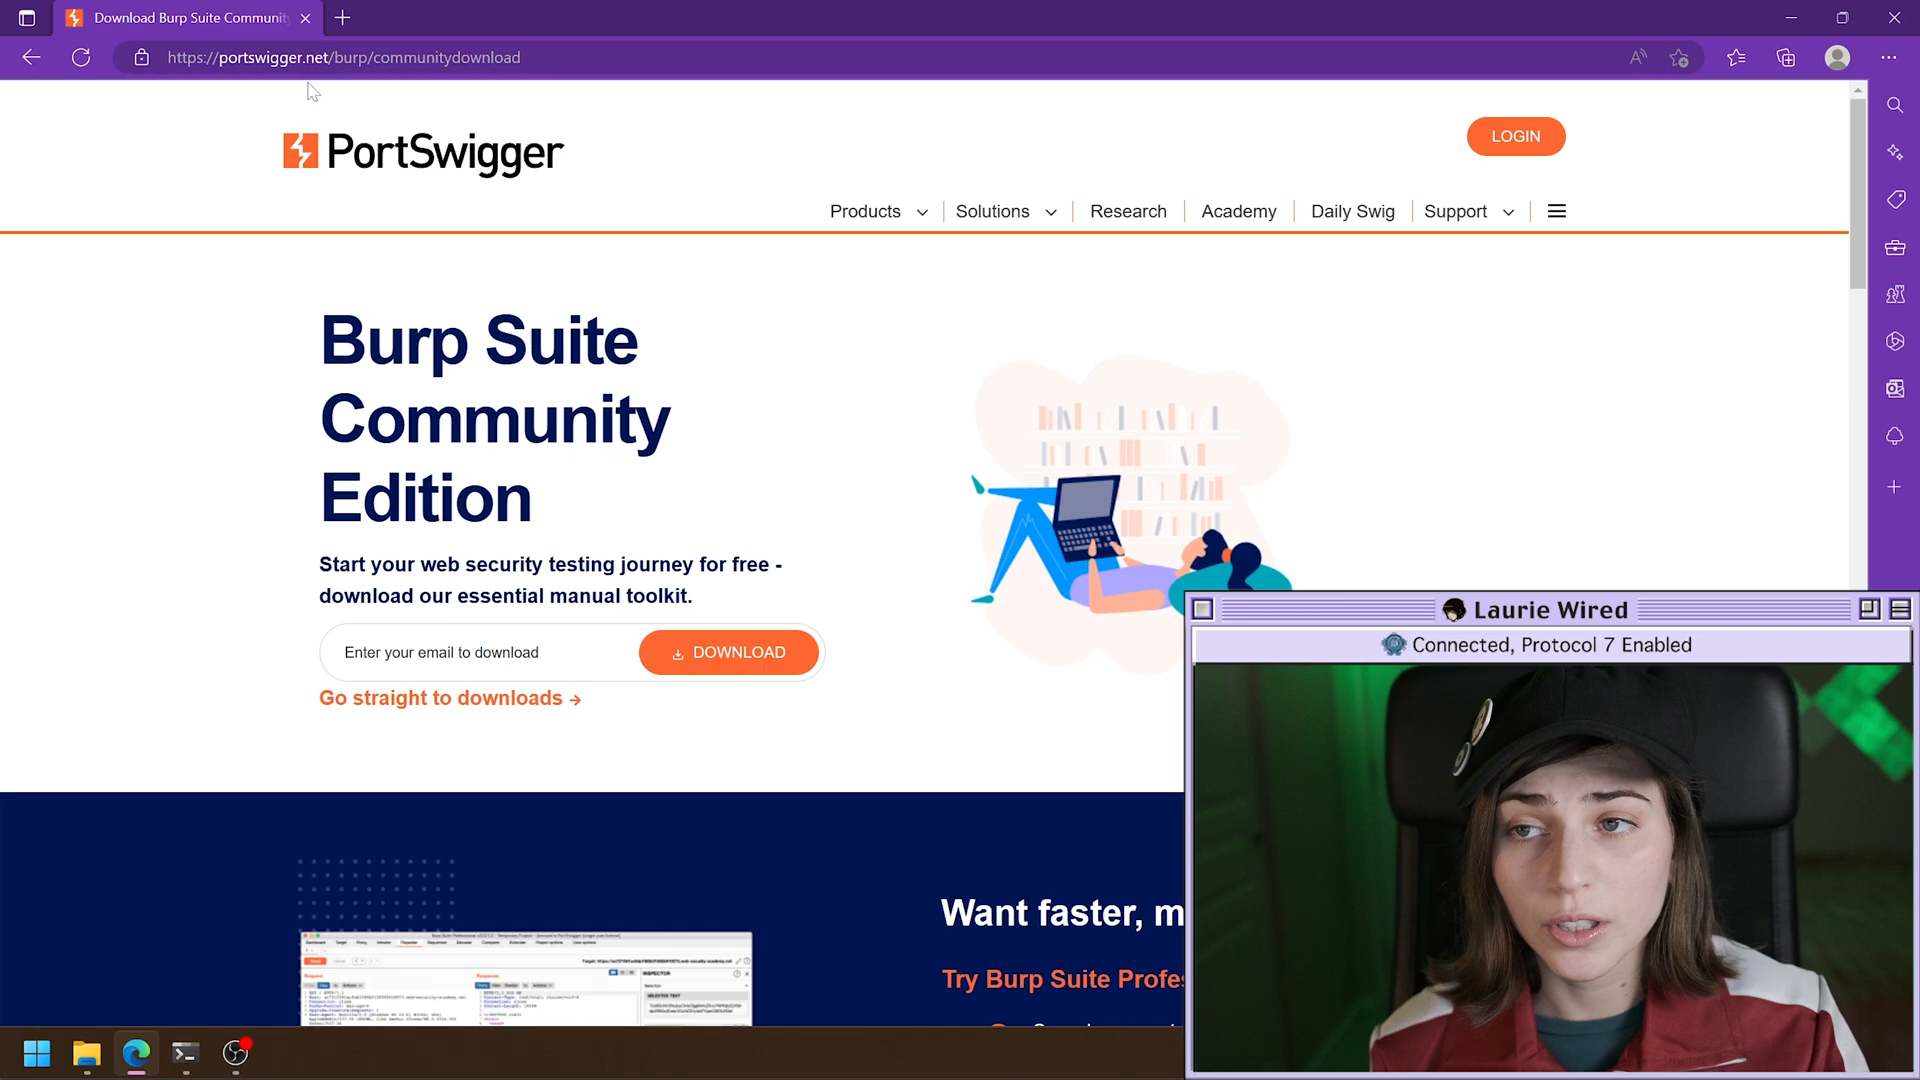 Download Burp Suite Communit
https://portswigger.net/burp/communitydownload
PortSwigger
LOGIN
Products
Solutions
Research
Academy
Daily Swig
Support
Burp Suite
Community
Edition
Start your web security testing journey for free -
download our essential manual toolkit.
Enter your email to download
DOWNLOAD
Go straight to downloads →
Laurie Wired
Connected, Protocol 7 Enabled
Want faster, m
Try Burp Suite Profes
INSPECTOR